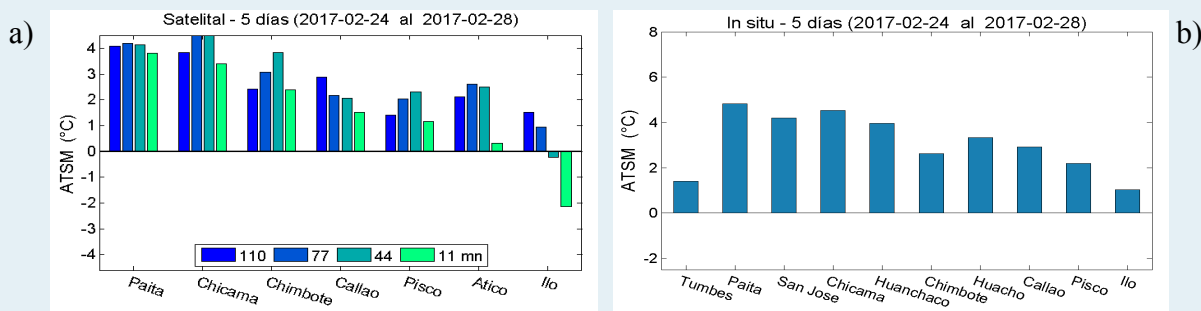 a)
Satelital - 5 días (2017-02-24 al 2017-02-28)
ATSM (°C)
4
3
2
1
0
-1
-2
-3
-4
110 77 44 11 mn
Paita Chicama Chimbote Callao Pisco Atico Ilo
b)
In situ - 5 días (2017-02-24 al 2017-02-28)
ATSM (°C)
8
6
4
2
0
-2
Tumbes Paita San Jose Chicama Huanchaco Chimbote Huacho Callao Pisco Ilo